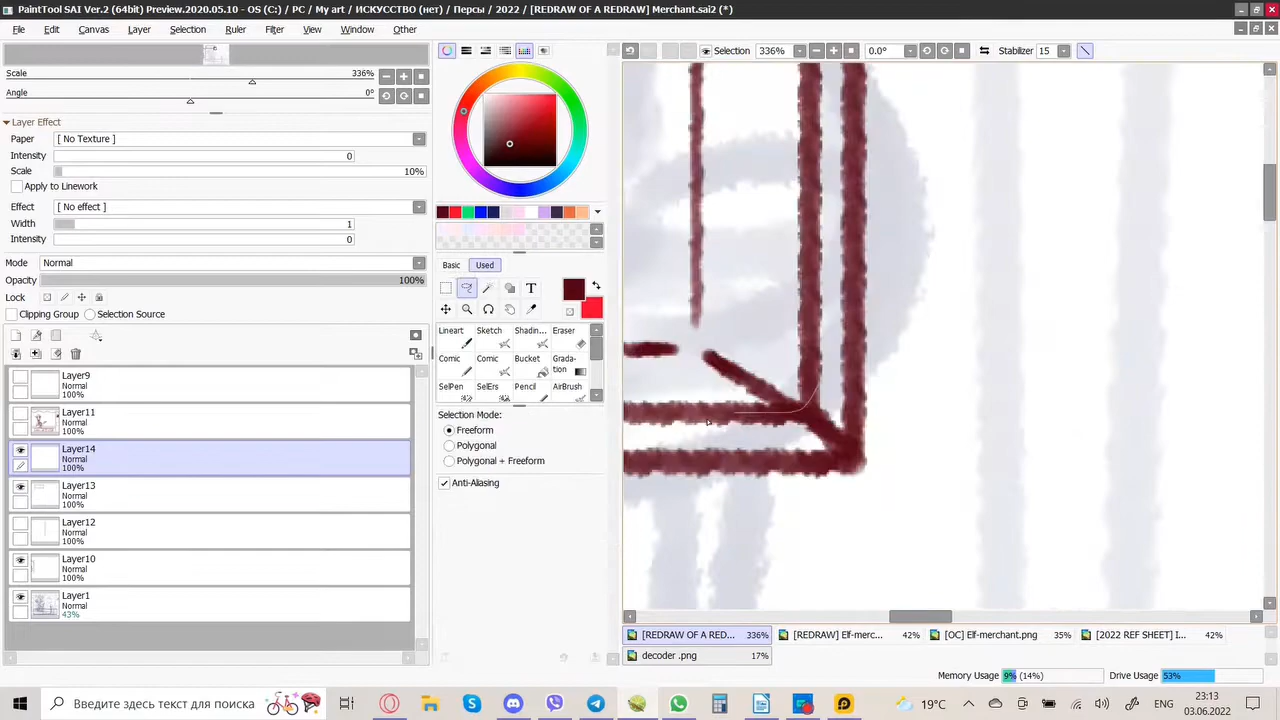 PaintTool SAI Ver.2 (64bit) Preview.2020.05.10 - OS (C:) / PC / My art / ИСКУССТВО (нет) / Персы / 2022 / [REDRAW OF A REDRAW] Merchant.sai2 (*)
File Edit Canvas Layer Selection Ruler Filter View Window Other
Selection 336% 0.0° Stabilizer 15
Scale 336%
Angle 0°
Layer Effect
Paper [ No Texture ]
Intensity 0
Scale 10%
Apply to Linework
Effect [ No effect ]
Width 1
Intensity 0
Mode Normal
Opacity 100%
Lock
Clipping Group Selection Source
Layer9
Normal
100%
Layer11
Normal
100%
Layer14
Normal
100%
Layer13
Normal
100%
Layer12
Normal
100%
Layer10
Normal
100%
Layer1
Normal
43%
Basic Used
T
Lineart Sketch Shadin... Eraser
Comic Comic Bucket Grada-
tion
SelPen SelErs Pencil AirBrush
Selection Mode:
Freeform
Polygonal
Polygonal + Freeform
Anti-Aliasing
[REDRAW OF A RED... 336% [REDRAW] Elf-merc... 42% [OC] Elf-merchant.png 35% [2022 REF SHEET] I... 42%
decoder .png 17%
Memory Usage 9% (14%) Drive Usage 53%
Введите здесь текст для поиска
19°C ENG 23:13
03.06.2022